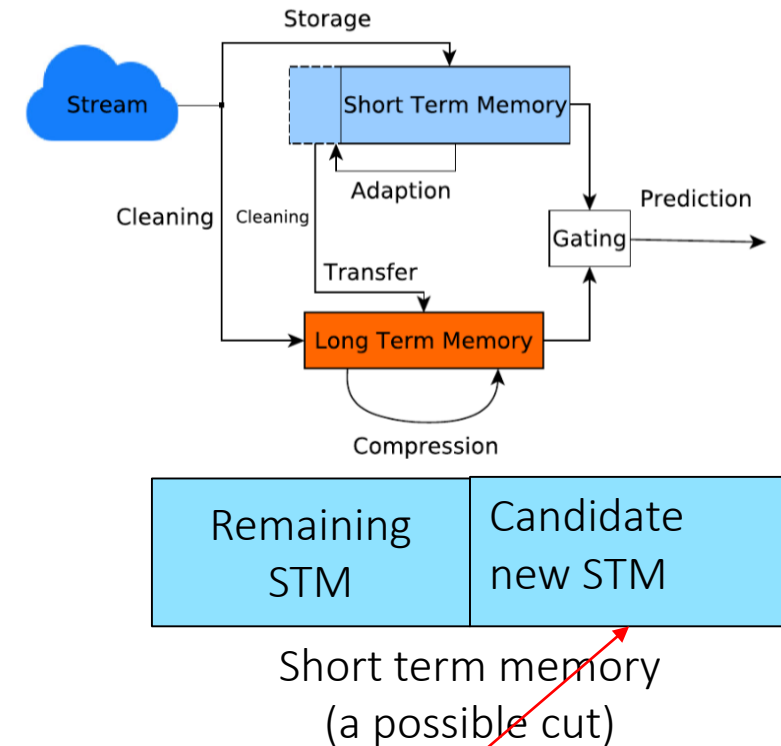 Storage
Stream
Short Term Memory
Adaption
Cleaning
Cleaning
Prediction
Gating
Transfer
Long Term Memory
Compression
Remaining
STM
Candidate
new STM
Short term memory
(a possible cut)